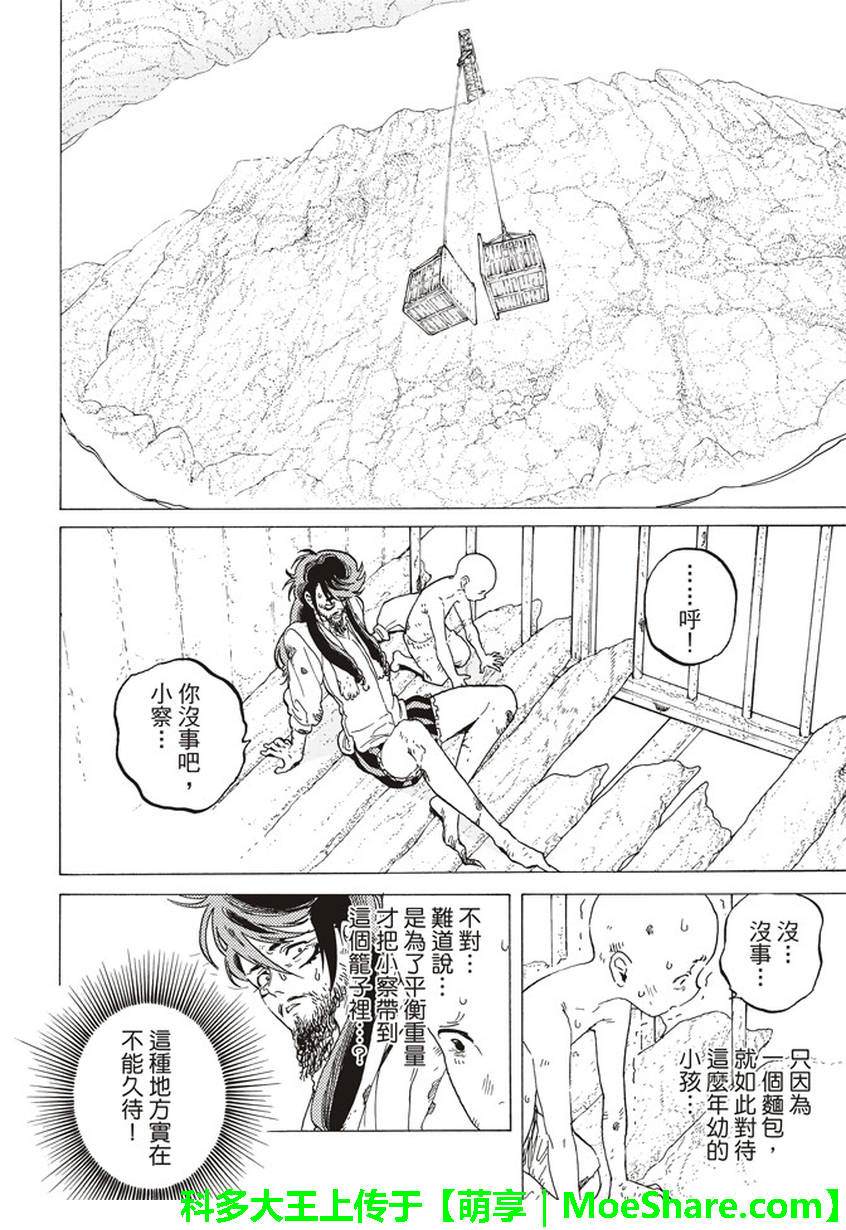 ……呼！
你沒事吧，
小察…
沒…
沒事…
只因為
一個麵包，
就如此對待
這麼年幼的
小孩…
不對…
難道說…
是為了平衡重量
才把小察帶到
這個籠子裡…？
這種地方實在
不能久待！
科多大王上传于【萌享｜MoeShare.com】